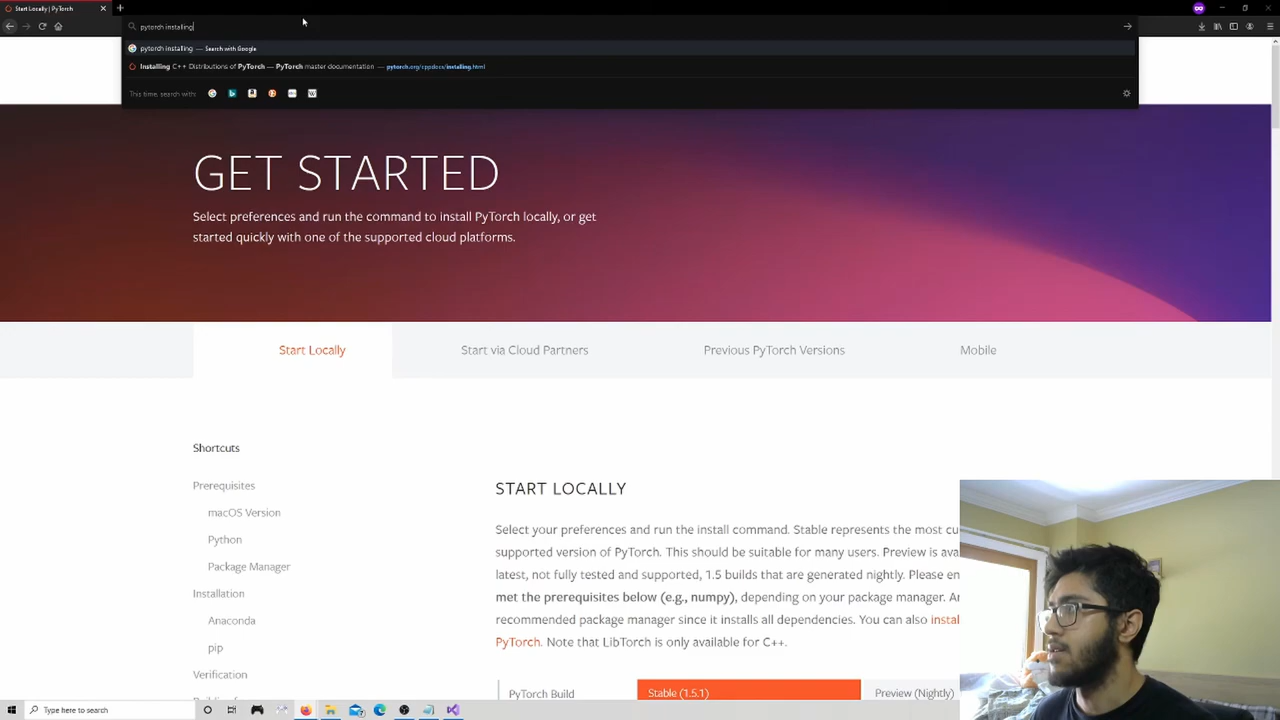 Start Locally | PyTorch
pytorch installing
pytorch installing — Search with Google
Installing C++ Distributions of PyTorch — PyTorch master documentation — pytorch.org/cppdocs/installing.html
This time, search with:
GET STARTED
Select preferences and run the command to install PyTorch locally, or get
started quickly with one of the supported cloud platforms.
Start Locally
Start via Cloud Partners
Previous PyTorch Versions
Mobile
Shortcuts
Prerequisites
macOS Version
Python
Package Manager
Installation
Anaconda
pip
Verification
START LOCALLY
Select your preferences and run the install command. Stable represents the most cu
supported version of PyTorch. This should be suitable for many users. Preview is ava
latest, not fully tested and supported, 1.5 builds that are generated nightly. Please en
met the prerequisites below (e.g., numpy), depending on your package manager. An
recommended package manager since it installs all dependencies. You can also instal
PyTorch. Note that LibTorch is only available for C++.
PyTorch Build
Stable (1.5.1)
Preview (Nightly)
Type here to search